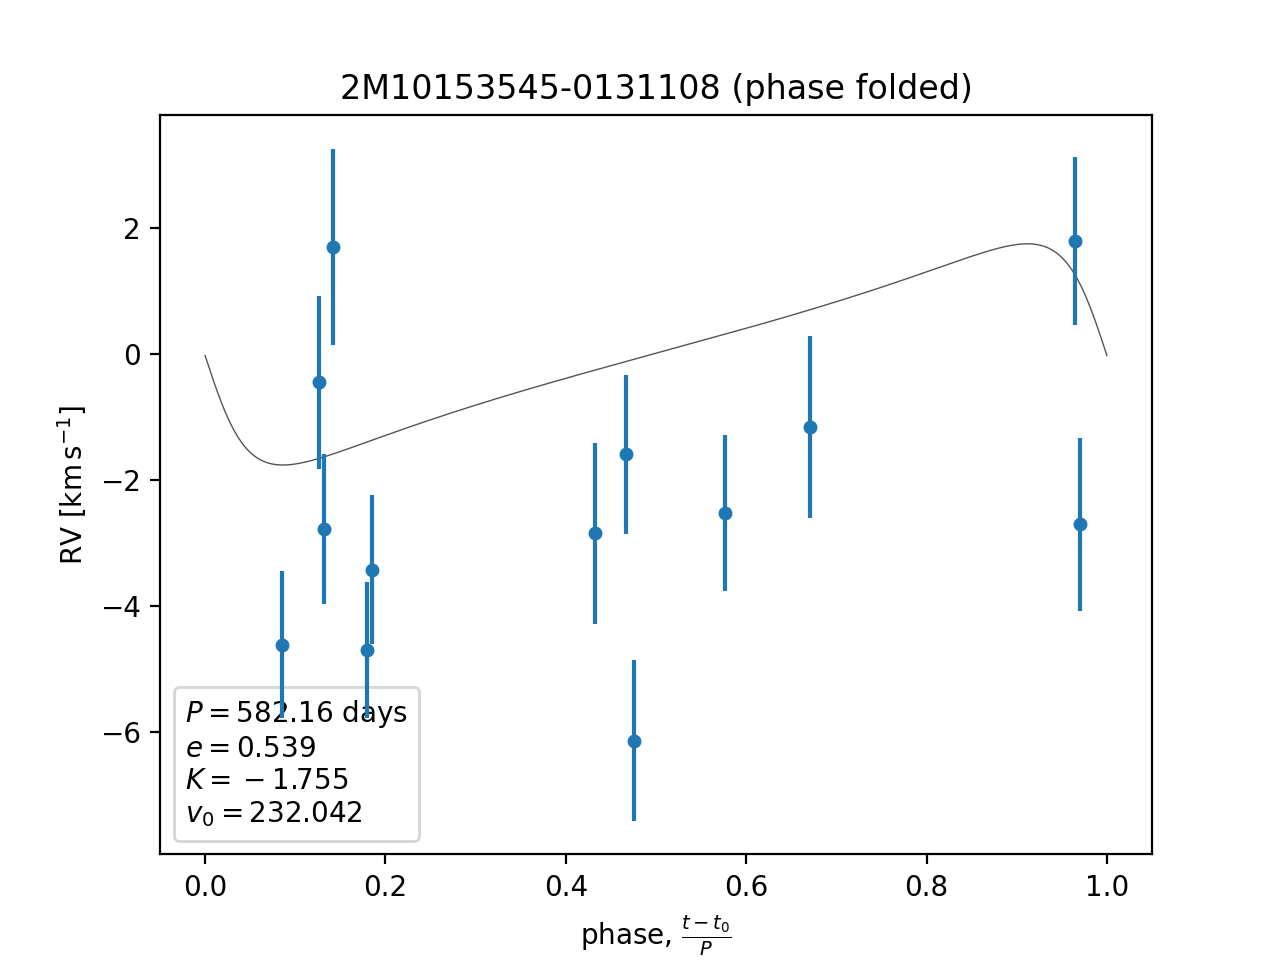 2M10153545-0131108 (phase folded)
RV [km s⁻¹]
2
0
−2
−4
−6
P = 582.16 days
e = 0.539
K = −1.755
v₀ = 232.042
0.0 0.2 0.4 0.6 0.8 1.0
phase, (t − t₀)/P